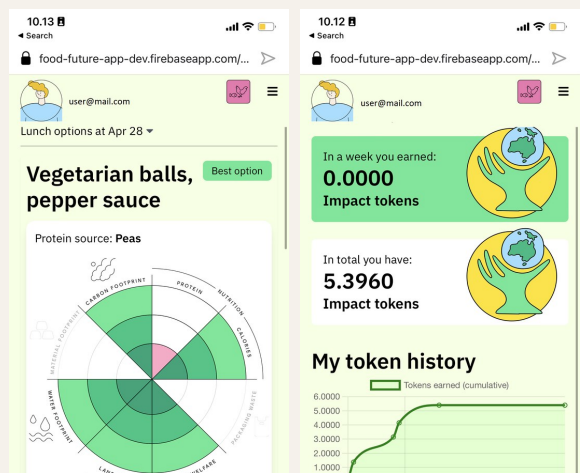 10.13
◀ Search
food-future-app-dev.firebaseapp.com/...
user@mail.com
Lunch options at Apr 28
Vegetarian balls,
pepper sauce
Best option
Protein source: Peas
CARBON FOOTPRINT
PROTEIN
NUTRITION
CALORIES
MATERIAL FOOTPRINT
PACKAGING WASTE
WATER FOOTPRINT
LAN
ELFARE
10.12
◀ Search
food-future-app-dev.firebaseapp.com/...
user@mail.com
In a week you earned:
0.0000
Impact tokens
In total you have:
5.3960
Impact tokens
My token history
Tokens earned (cumulative)
6.0000
5.0000
4.0000
3.0000
2.0000
1.0000